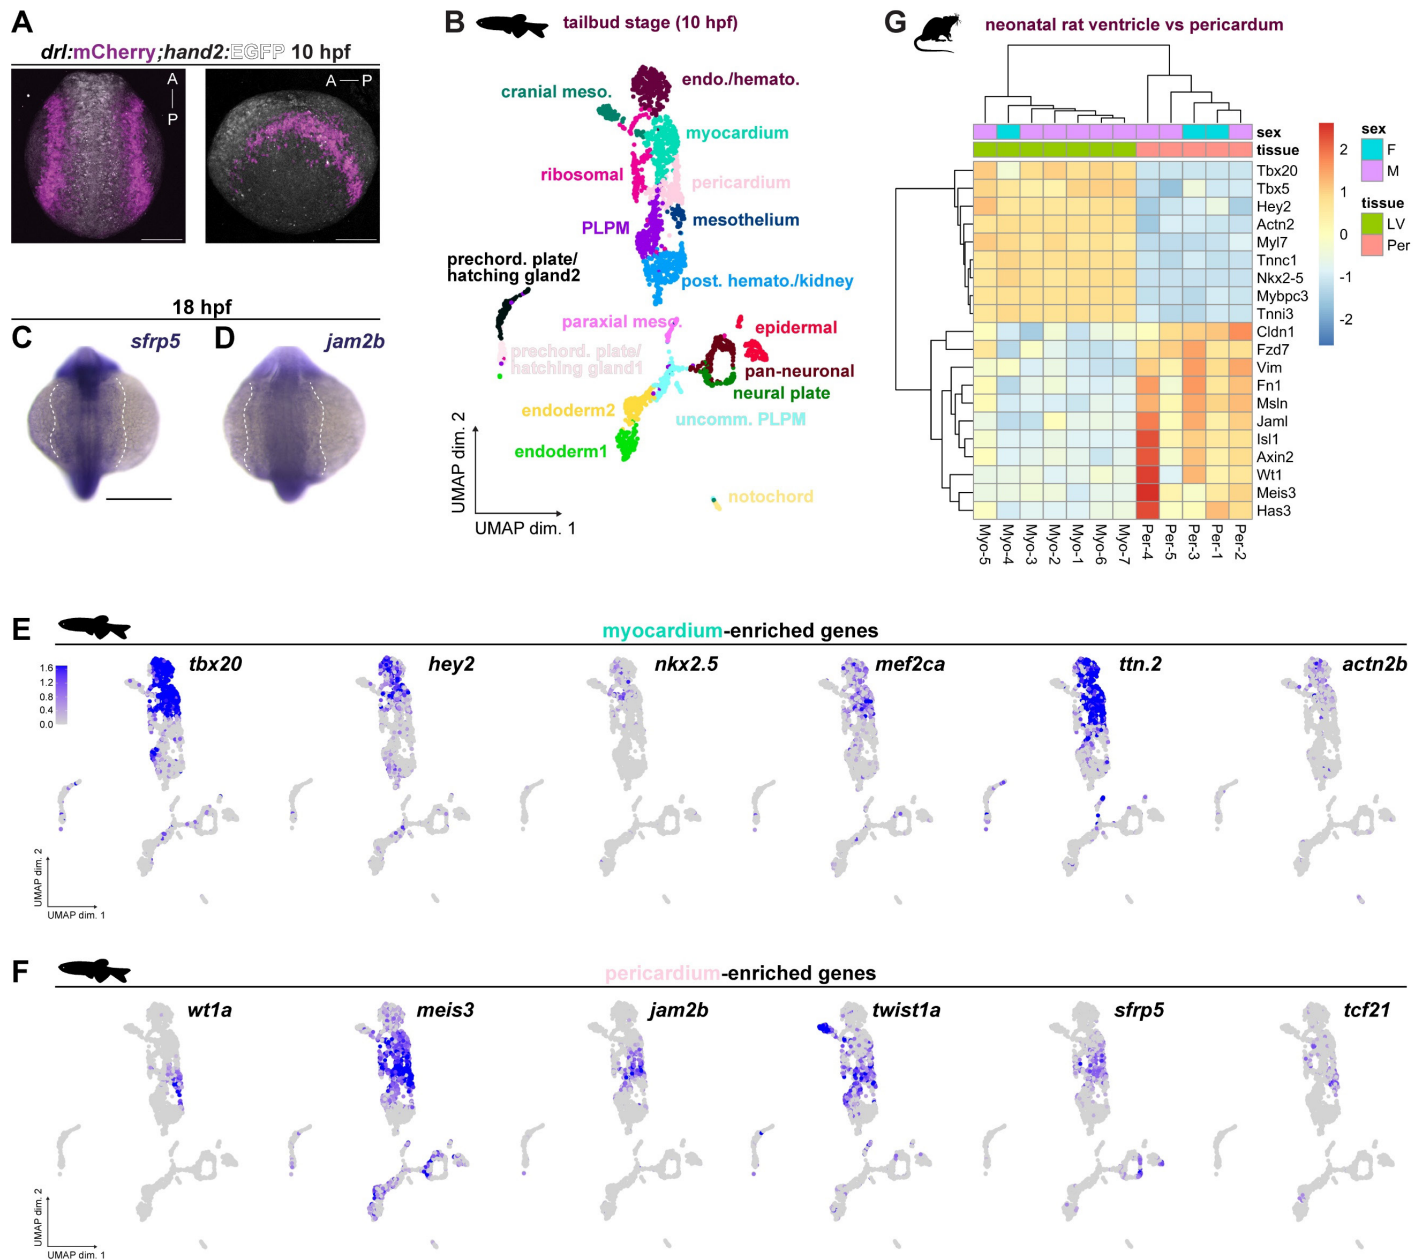 A
drl:mCherry;hand2:EGFP 10 hpf
A
P
A P
18 hpf
C
sfrp5
D
jam2b
B
tailbud stage (10 hpf)
endo./hemato.
cranial meso.
myocardium
ribosomal
pericardium
PLPM
mesothelium
prechord. plate/
hatching gland2
post. hemato./kidney
paraxial meso.
epidermal
prechord. plate/
hatching gland1
pan-neuronal
neural plate
endoderm2
uncomm. PLPM
endoderm1
notochord
UMAP dim. 2
UMAP dim. 1
G
neonatal rat ventricle vs pericardum
sex
tissue
Tbx20
Tbx5
Hey2
Actn2
Myl7
Tnnc1
Nkx2-5
Mybpc3
Tnni3
Cldn1
Fzd7
Vim
Fn1
Msln
Jaml
Isl1
Axin2
Wt1
Meis3
Has3
Myo-5
Myo-4
Myo-3
Myo-2
Myo-1
Myo-6
Myo-7
Per-4
Per-5
Per-3
Per-1
Per-2
2
1
0
-1
-2
sex
F
M
tissue
LV
Per
E
myocardium-enriched genes
1.6
1.2
0.8
0.4
0.0
tbx20
hey2
nkx2.5
mef2ca
ttn.2
actn2b
UMAP dim. 2
UMAP dim. 1
F
pericardium-enriched genes
wt1a
meis3
jam2b
twist1a
sfrp5
tcf21
UMAP dim. 2
UMAP dim. 1